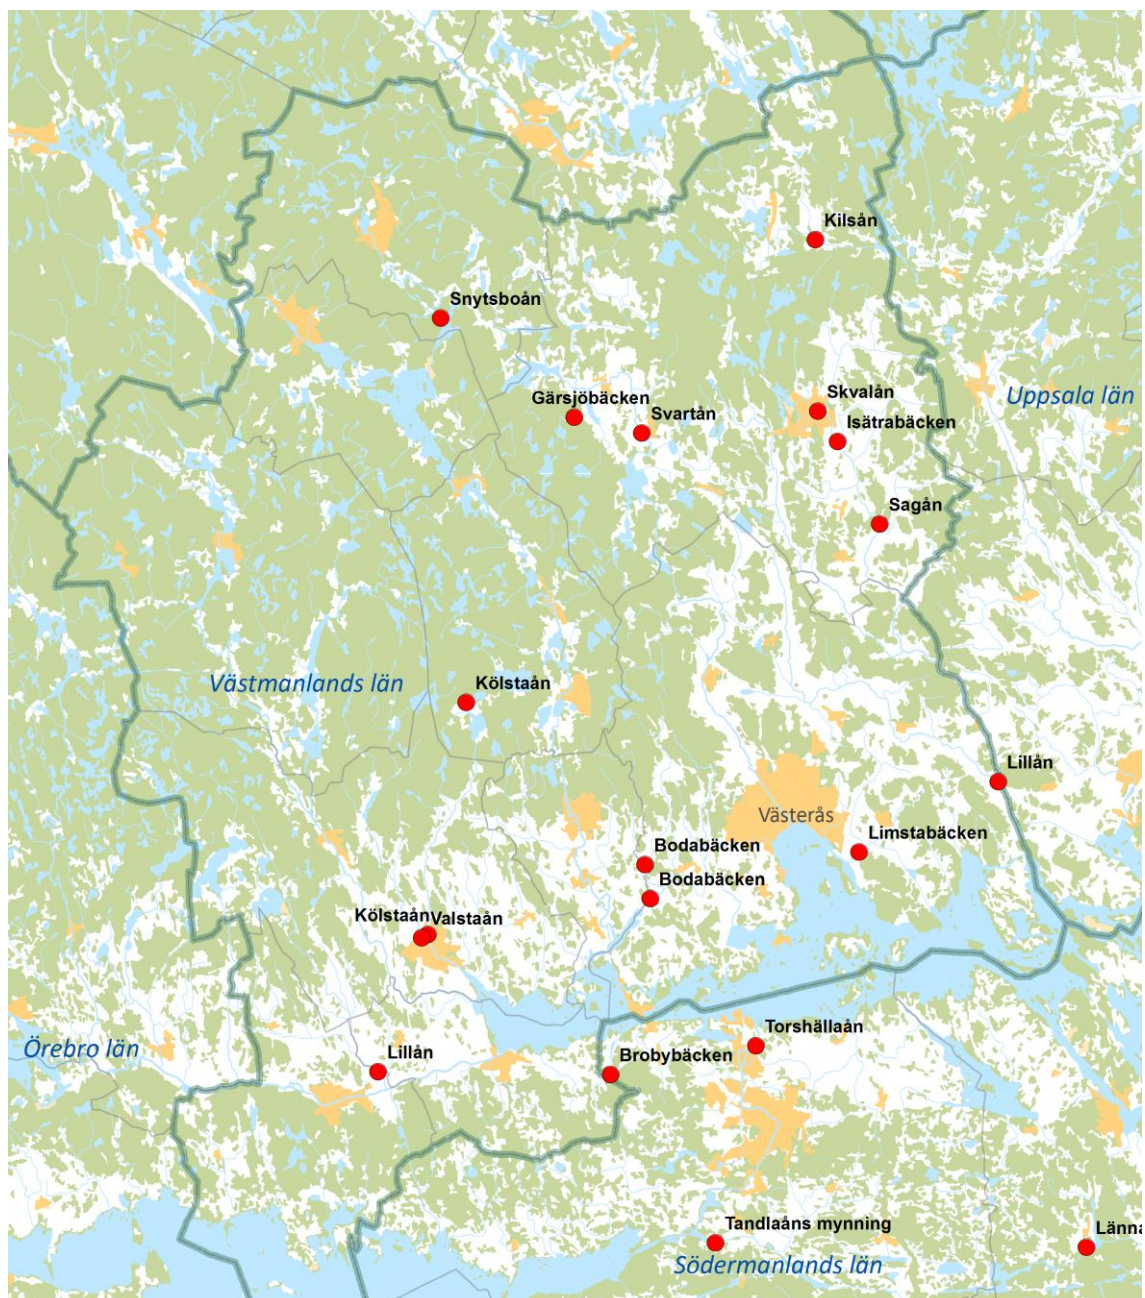 Kilsån
Snytsboån
Gärsjöbäcken
Svartån
Skvalån
Isätrabäcken
Uppsala län
Sagån
Västmanlands län
Kölstaån
Lillån
Västerås
Limstabäcken
Bodabäcken
Bodabäcken
Kölstaån
Valstaån
Torshällaån
Örebro län
Lillån
Brobybäcken
Tandlaåns mynning
Länna
Södermanlands län